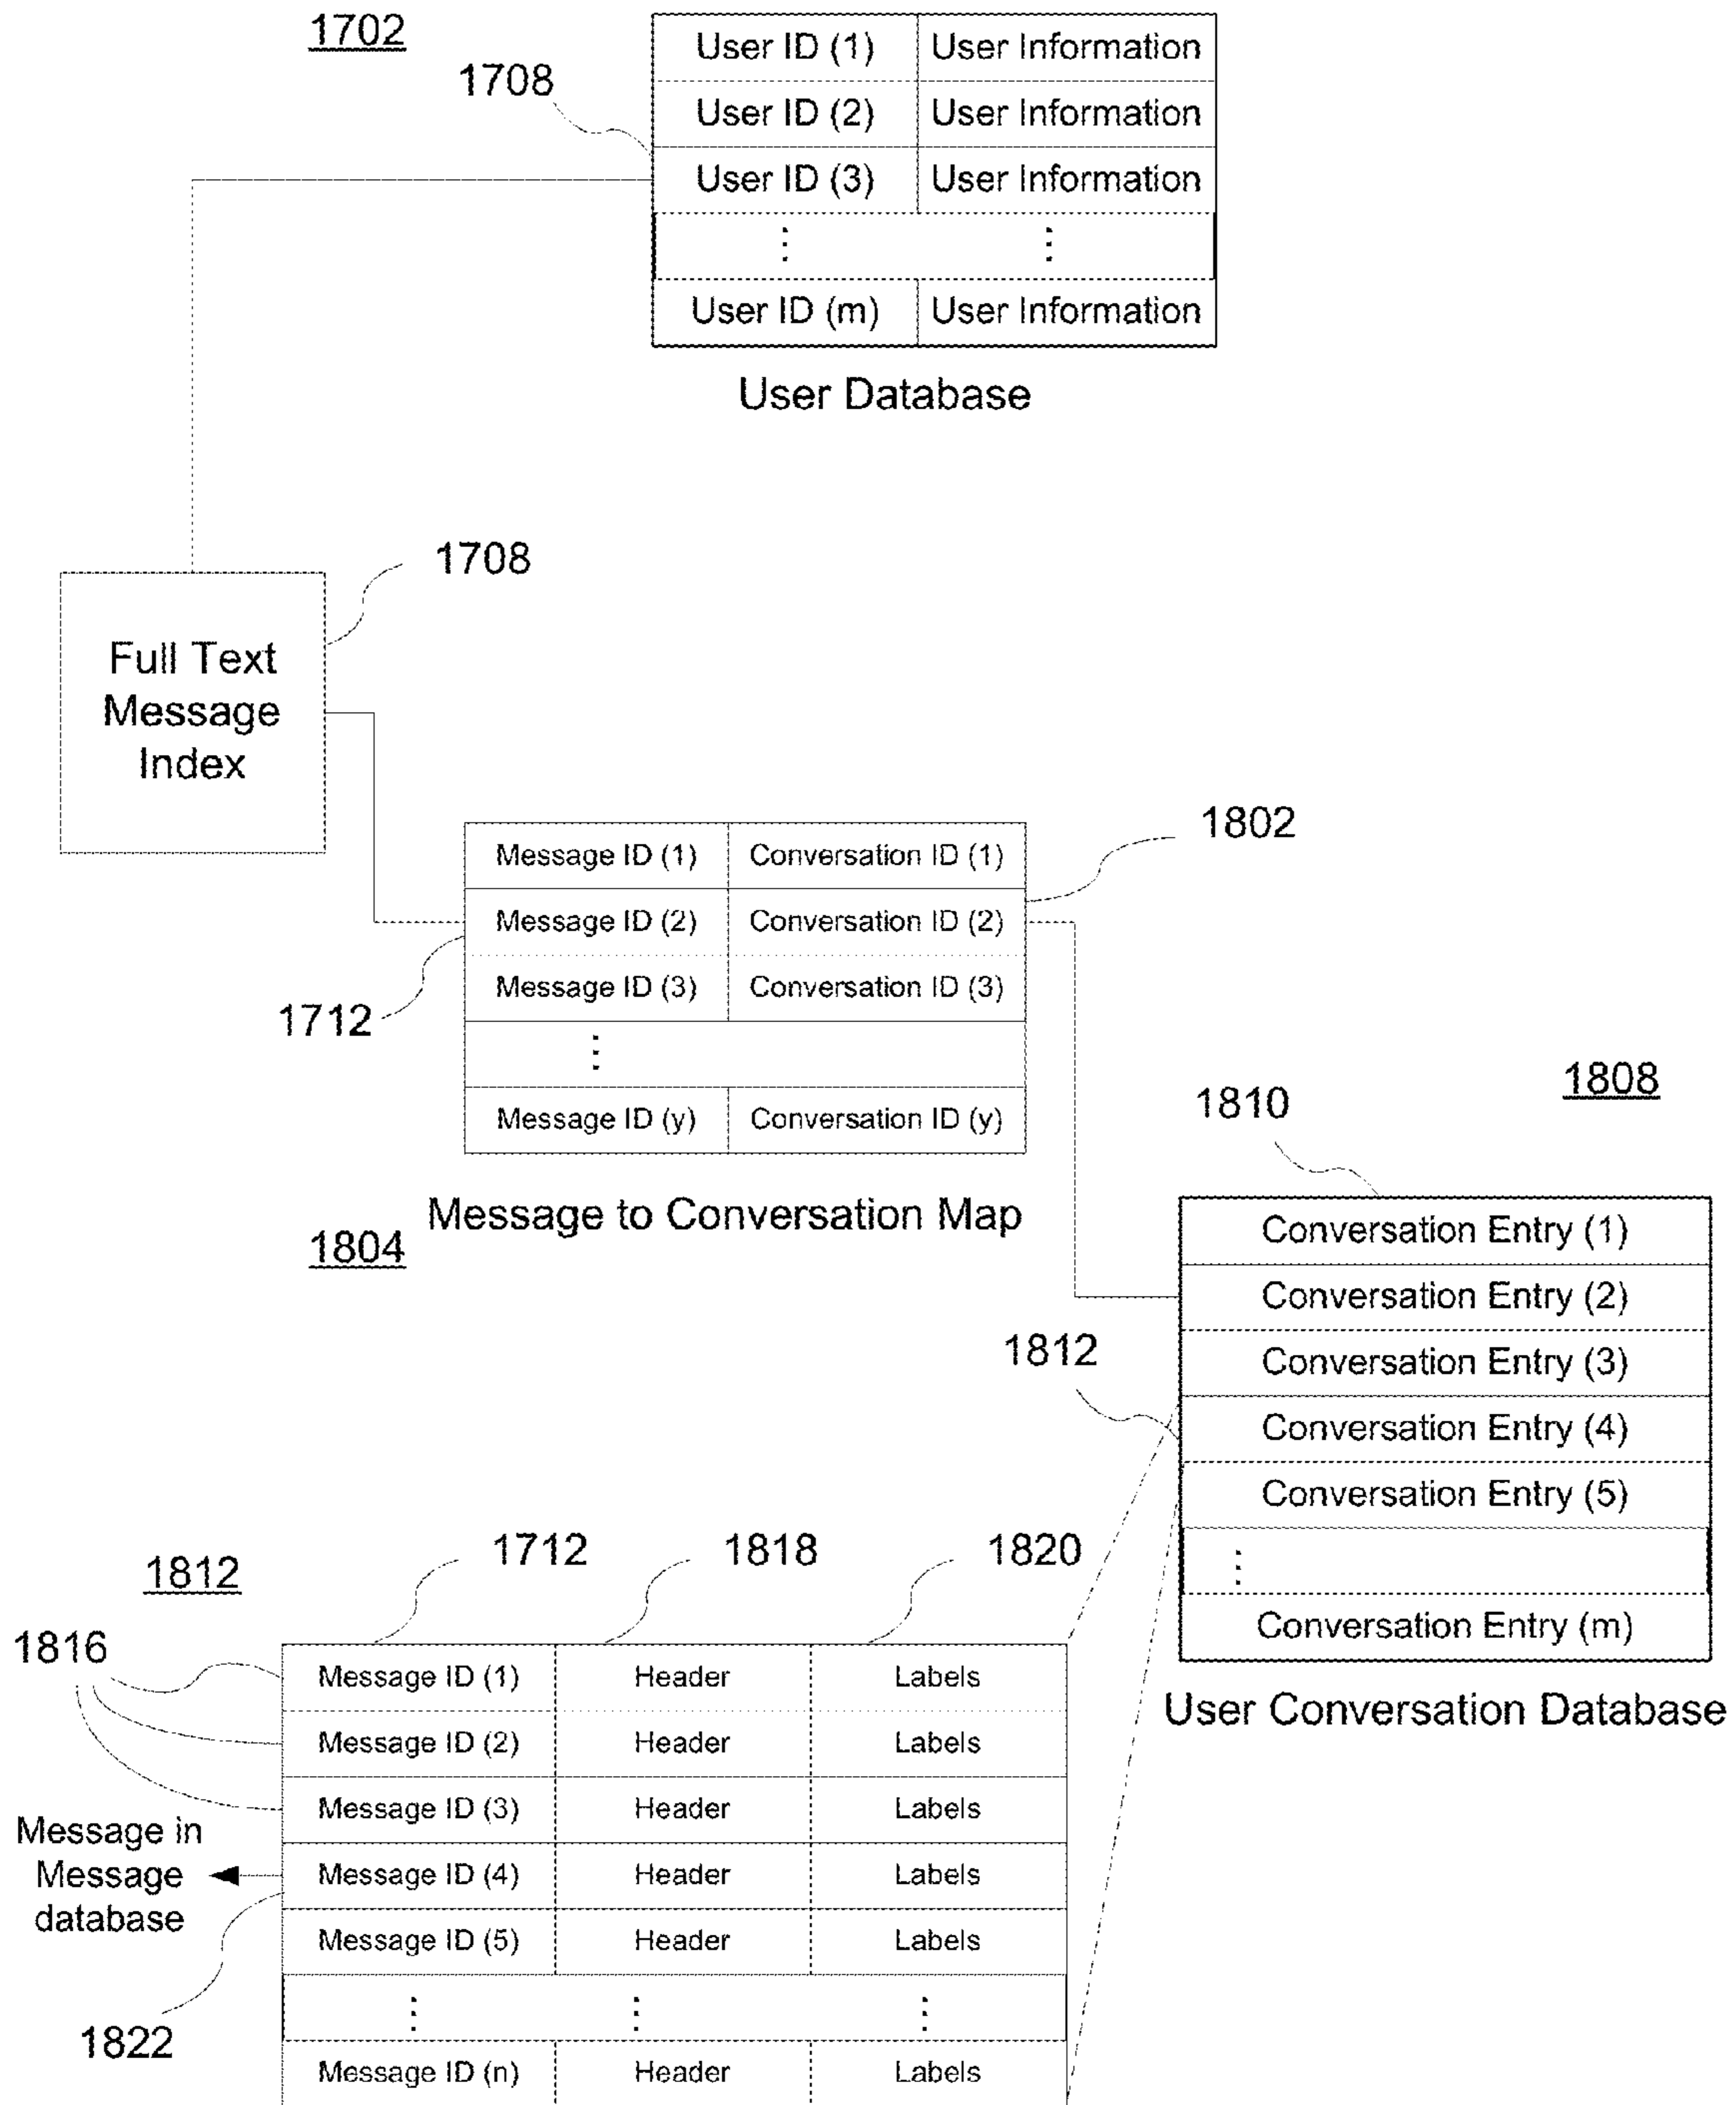 1702
1708
User ID (1) User Information
User ID (2) User Information
User ID (3) User Information
⋮ ⋮
User ID (m) User Information
User Database
1708
Full Text
Message
Index
1802
Message ID (1) Conversation ID (1)
Message ID (2) Conversation ID (2)
Message ID (3) Conversation ID (3)
⋮
Message ID (y) Conversation ID (y)
1712
Message to Conversation Map
1804
1808
1810
Conversation Entry (1)
Conversation Entry (2)
Conversation Entry (3)
Conversation Entry (4)
Conversation Entry (5)
⋮
Conversation Entry (m)
1812
User Conversation Database
1812
1712 1818 1820
1816
Message ID (1) Header Labels
Message ID (2) Header Labels
Message ID (3) Header Labels
Message ID (4) Header Labels
Message ID (5) Header Labels
⋮ ⋮ ⋮
Message ID (n) Header Labels
Message in
Message
database
1822